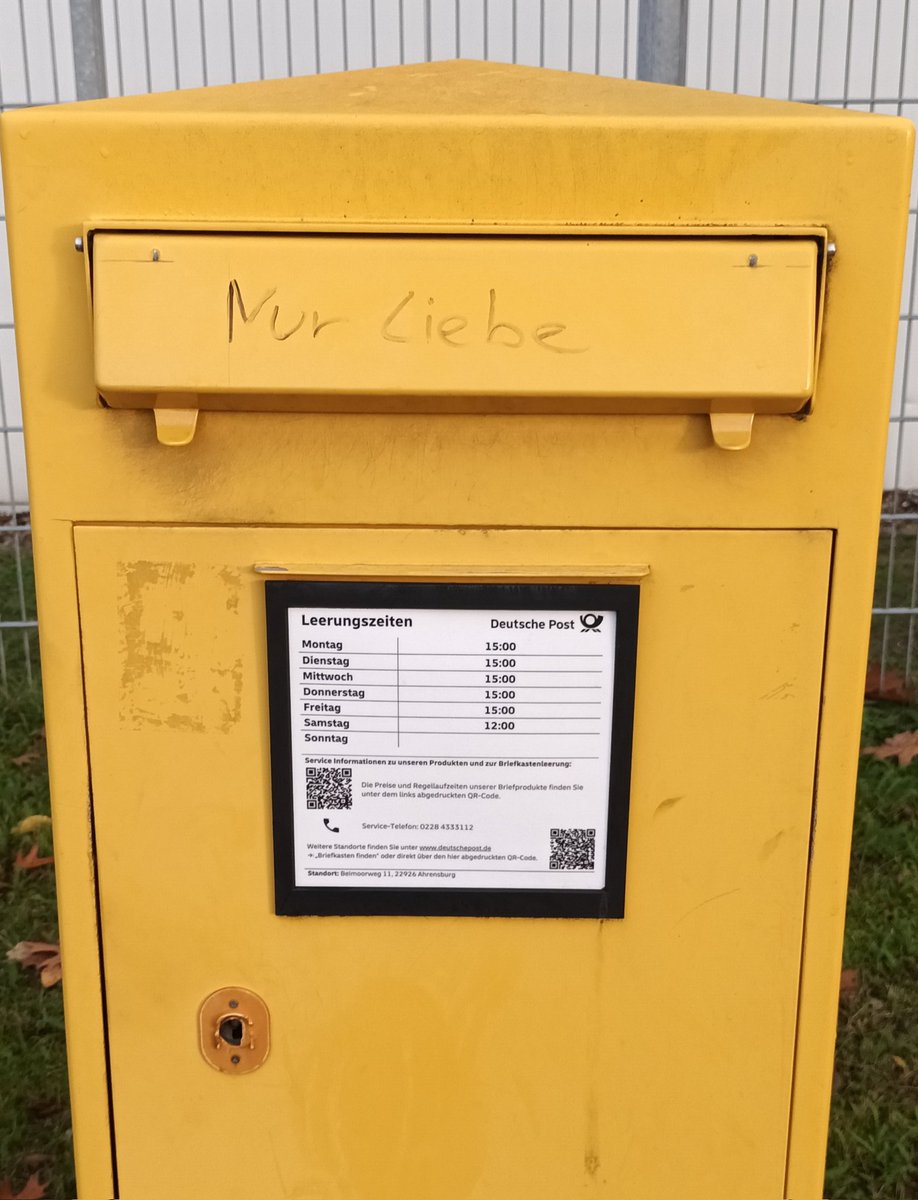 Nur Liebe
Leerungszeiten
Deutsche Post
Montag 15:00
Dienstag 15:00
Mittwoch 15:00
Donnerstag 15:00
Freitag 15:00
Samstag 12:00
Sonntag
Service Informationen zu unseren Produkten und zur Briefkastenleerung:
Die Preise und Regellaufzeiten unserer Briefprodukte finden Sie
unter dem links abgedruckten QR-Code.
Service-Telefon: 0228 4333112
Weitere Standorte finden Sie unter www.deutschepost.de
→ „Briefkasten finden" oder direkt über den hier abgedruckten QR-Code.
Standort: Beimoorweg 11, 22926 Ahrensburg